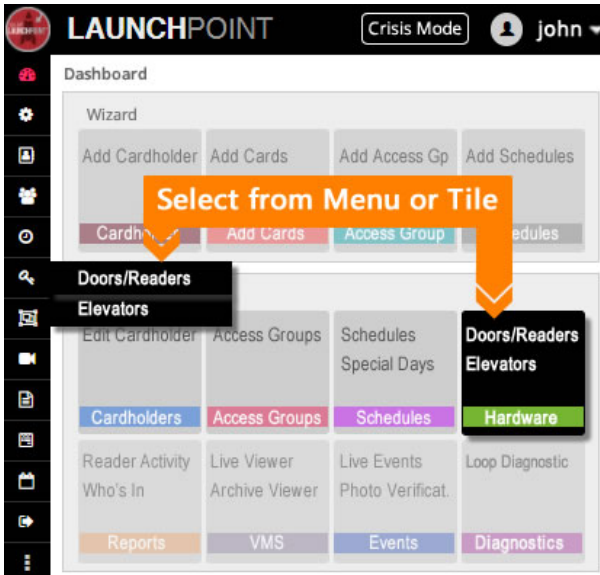 LAUNCHPOINT
Crisis Mode
john
Dashboard
Wizard
Add Cardholder Add Cards Add Access Gp Add Schedules
Select from Menu or Tile
Add Cards Access Group
Doors/Readers
Elevators
Edit Cardholder Access Groups Schedules Doors/Readers
Special Days Elevators
Cardholders Access Groups Schedules Hardware
Reader Activity Live Viewer Live Events Loop Diagnostic
Who's In Archive Viewer Photo Verificat.
Reports VMS Events Diagnostics